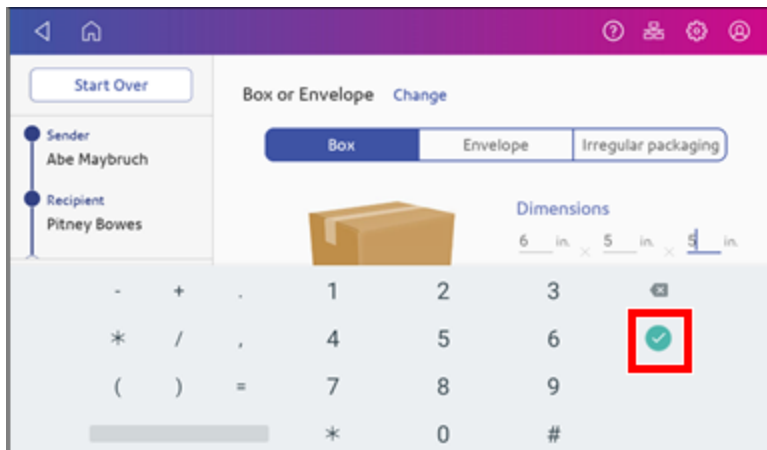 Start Over
Box or Envelope Change
Sender
Abe Maybruch
Recipient
Pitney Bowes
Box Envelope Irregular packaging
Dimensions
6 in. × 5 in. × 5 in.
- + . 1 2 3
* / , 4 5 6
( ) = 7 8 9
* 0 #